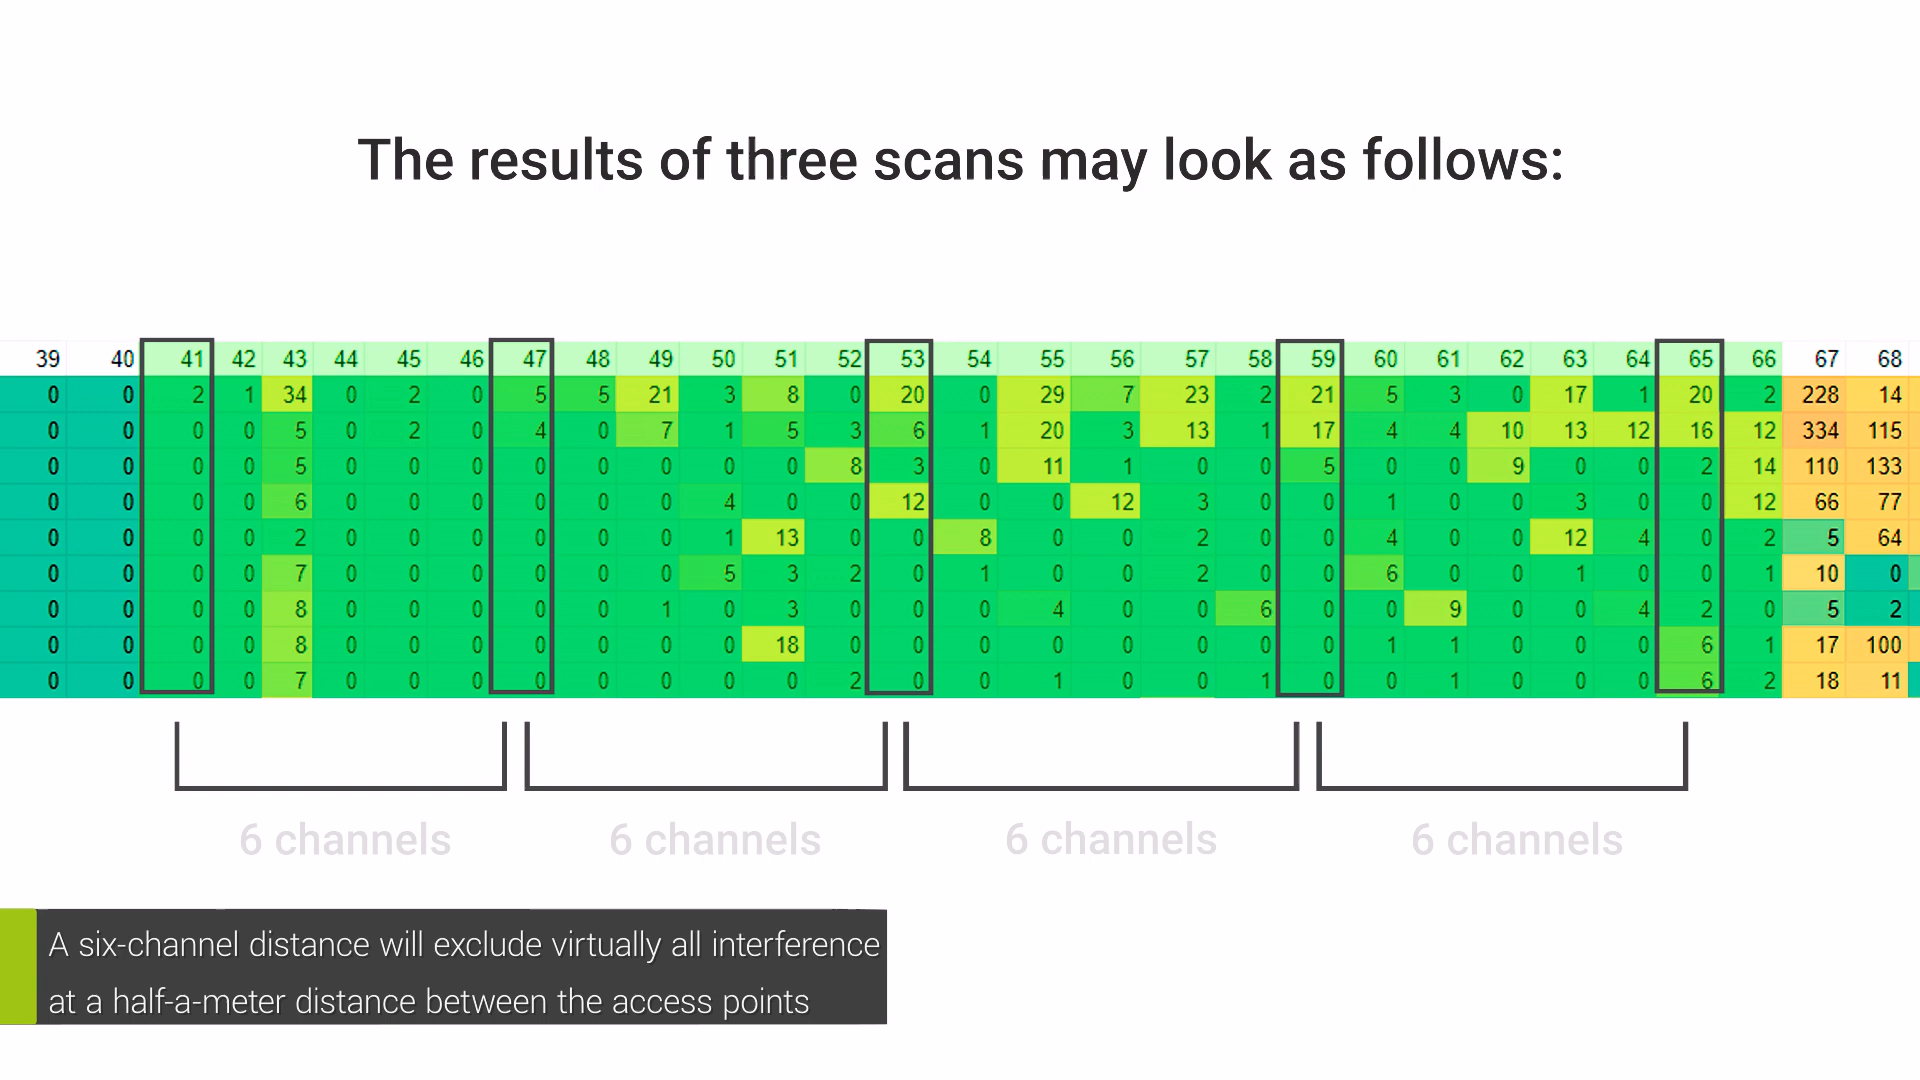 The results of three scans may look as follows:
39 40 41 42 43 44 45 46 47 48 49 50 51 52 53 54 55 56 57 58 59 60 61 62 63 64 65 66 67 68
0 0 2 1 34 0 2 0 5 5 21 3 8 0 20 0 29 7 23 2 21 5 3 0 17 1 20 2 228 14
0 0 0 0 5 0 2 0 4 0 7 1 5 3 6 1 20 3 13 1 17 4 4 10 13 12 16 12 334 115
0 0 0 0 5 0 0 0 0 0 0 0 0 8 3 0 11 1 0 0 5 0 0 9 0 0 2 14 110 133
0 0 0 0 6 0 0 0 0 0 0 4 0 0 12 0 0 12 3 0 0 1 0 0 3 0 0 12 66 77
0 0 0 0 2 0 0 0 0 0 0 1 13 0 0 8 0 0 2 0 0 4 0 0 12 4 0 2 5 64
0 0 0 0 7 0 0 0 0 0 0 5 3 2 0 1 0 0 2 0 0 6 0 0 1 0 0 1 10 0
0 0 0 0 8 0 0 0 0 0 1 0 3 0 0 0 4 0 0 6 0 0 9 0 0 4 2 0 5 2
0 0 0 0 8 0 0 0 0 0 0 0 18 0 0 0 0 0 0 0 0 1 1 0 0 0 6 1 17 100
0 0 0 0 7 0 0 0 0 0 0 0 0 2 0 0 1 0 0 1 0 0 1 0 0 0 6 2 18 11
6 channels 6 channels 6 channels 6 channels
A six-channel distance will exclude virtually all interference
at a half-a-meter distance between the access points